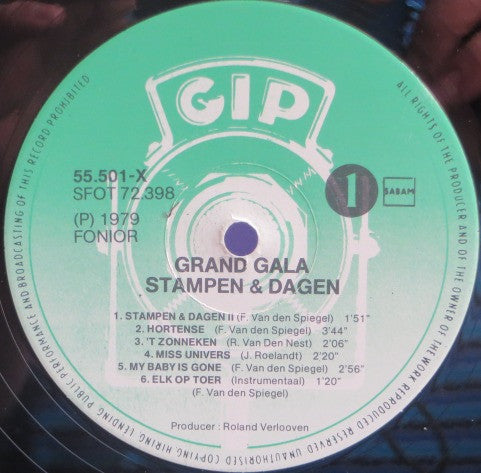 GIP
55.501-X
SFOT 72.398
(P) 1979
FONIOR
1
SABAM
GRAND GALA
STAMPEN & DAGEN
1. STAMPEN & DAGEN II (F. Van den Spiegel) 1'51"
2. HORTENSE (F. Van den Spiegel) 3'44"
3. 'T ZONNEKEN (R. Van Den Nest) 2'06"
4. MISS UNIVERS (J. Roelandt) 2'20"
5. MY BABY IS GONE (F. Van den Spiegel) 2'56"
6. ELK OP TOER (Instrumentaal) 1'20"
(F. Van den Spiegel)
Producer : Roland Verlooven
ALL RIGHTS OF THE PRODUCER AND OF THE OWNER OF THE WORK REPRODUCED RESERVED UNAUTHORISED COPYING HIRING LENDING PUBLIC PERFORMANCE AND BROADCASTING OF THIS RECORD PROHIBITED